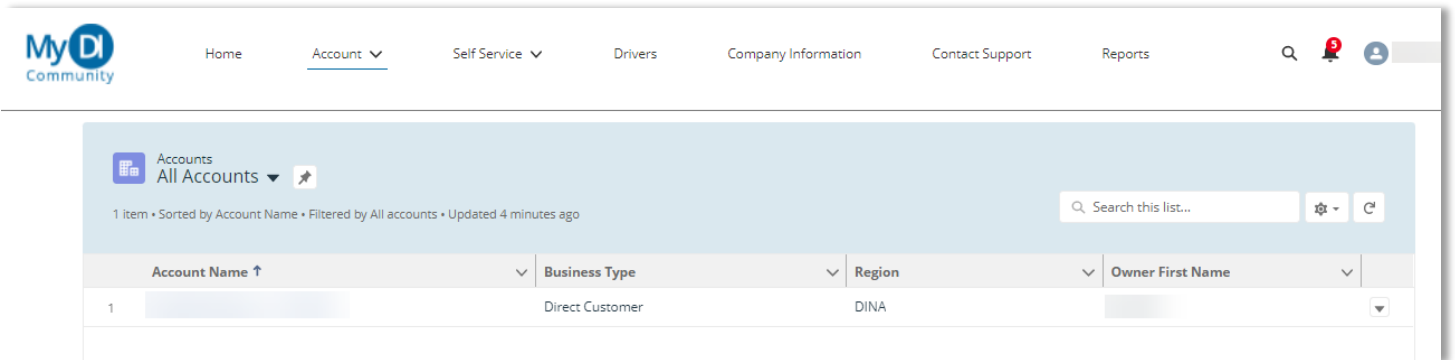 MyDI
Community
Home Account Self Service Drivers Company Information Contact Support Reports 5
Accounts
All Accounts
1 item • Sorted by Account Name • Filtered by All accounts • Updated 4 minutes ago
Search this list...
Account Name ↑ Business Type Region Owner First Name
1 Direct Customer DINA